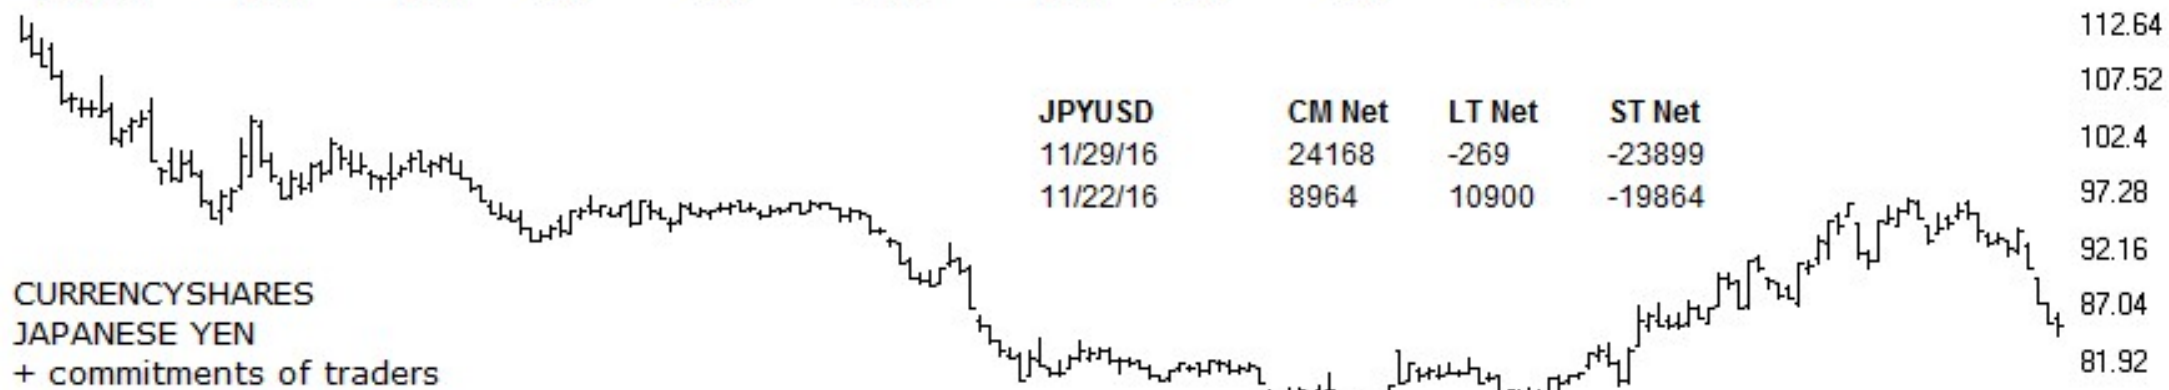 112.64
107.52
JPYUSD CM Net LT Net ST Net
102.4
11/29/16 24168 -269 -23899
97.28
11/22/16 8964 10900 -19864
92.16
CURRENCYSHARES
87.04
JAPANESE YEN
81.92
+ commitments of traders